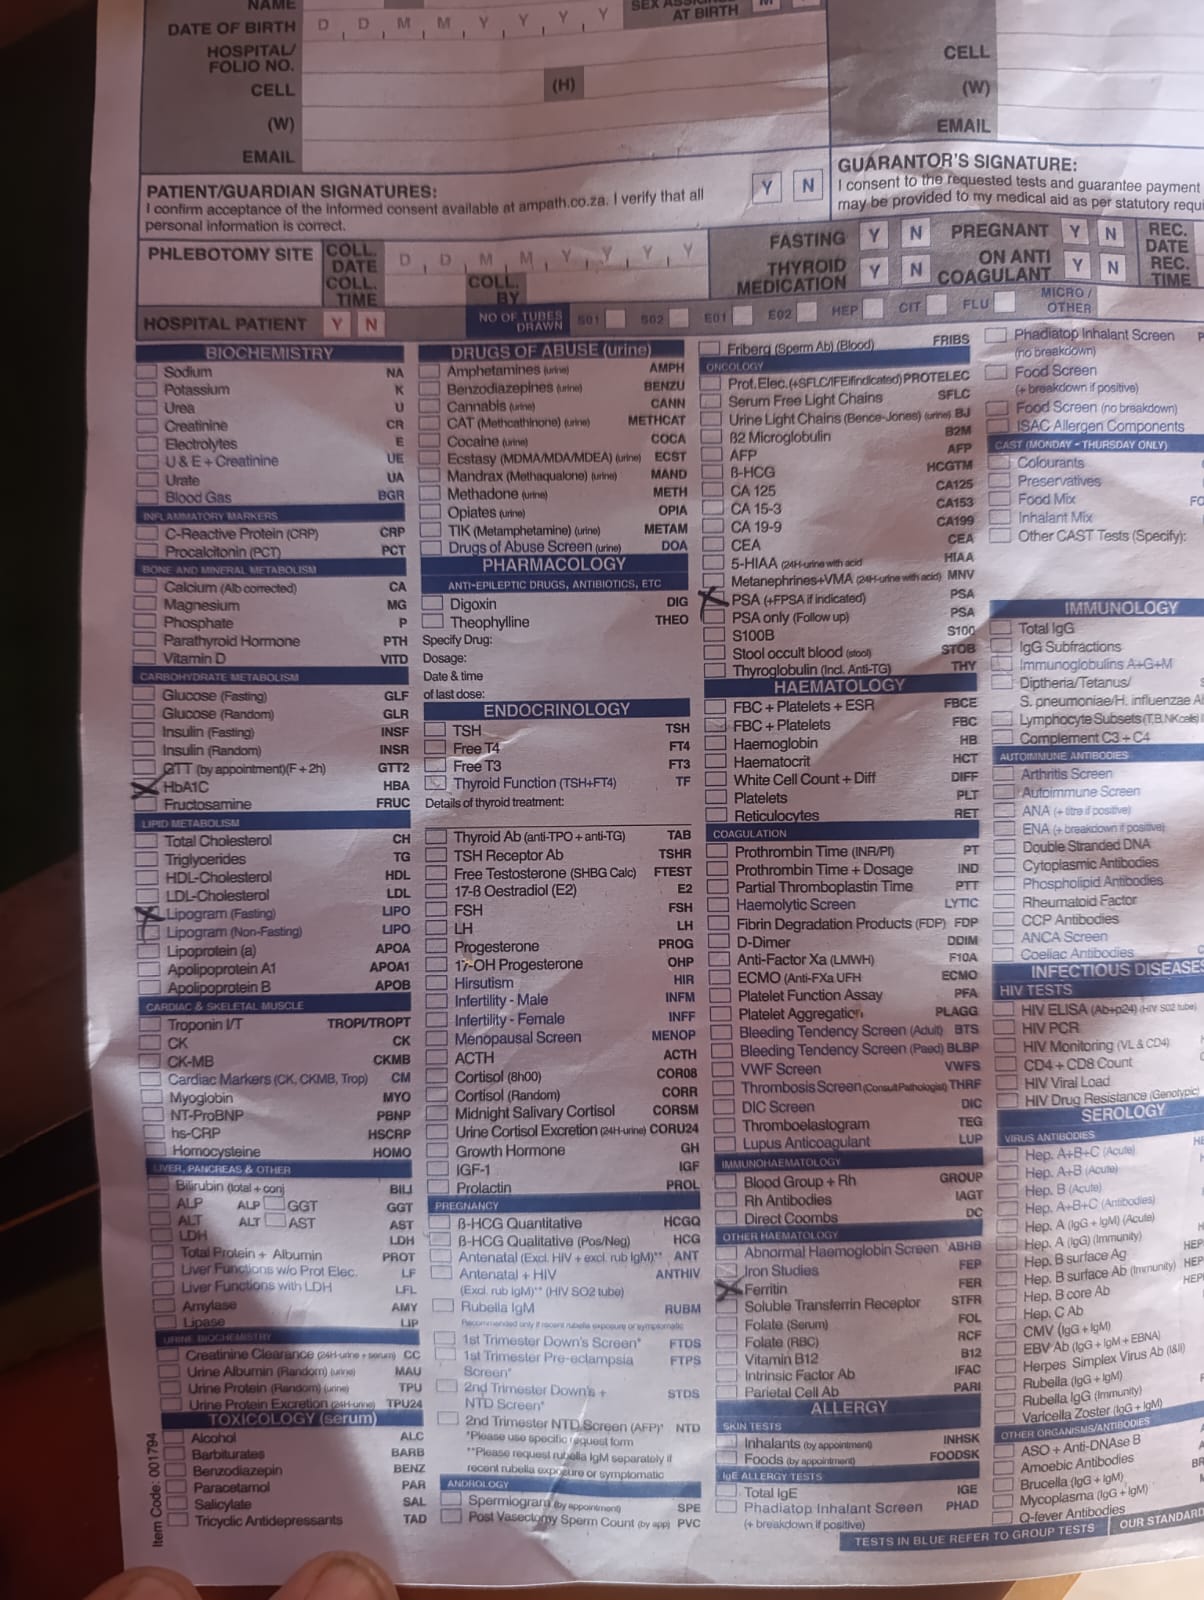 NAME
DATE OF BIRTH D D M M Y Y Y Y
AT BIRTH
HOSPITAL/
FOLIO NO.
CELL (H)
(W)
EMAIL
CELL
(W)
EMAIL
PATIENT/GUARDIAN SIGNATURES:
I confirm acceptance of the informed consent available at ampath.co.za. I verify that all
personal information is correct.
Y N
GUARANTOR'S SIGNATURE:
I consent to the requested tests and guarantee payment
may be provided to my medical aid as per statutory
PHLEBOTOMY SITE
COLL. DATE D D M M Y Y Y Y
COLL. TIME
COLL. BY
FASTING Y N
PREGNANT Y N
THYROID MEDICATION Y N
ON ANTI COAGULANT Y N
REC. DATE
REC. TIME
HOSPITAL PATIENT Y N
NO OF TUBES DRAWN S01 S02 E01 E02 HEP CIT FLU MICRO / OTHER
BIOCHEMISTRY
Sodium NA
Potassium K
Urea U
Creatinine CR
Electrolytes E
U & E + Creatinine UE
Urate UA
Blood Gas BGR
INFLAMMATORY MARKERS
C-Reactive Protein (CRP) CRP
Procalcitonin (PCT) PCT
BONE AND MINERAL METABOLISM
Calcium (Alb corrected) CA
Magnesium MG
Phosphate P
Parathyroid Hormone PTH
Vitamin D VITD
CARBOHYDRATE METABOLISM
Glucose (Fasting) GLF
Glucose (Random) GLR
Insulin (Fasting) INSF
Insulin (Random) INSR
GTT (by appointment)(F + 2h) GTT2
HbA1C HBA
Fructosamine FRUC
LIPID METABOLISM
Total Cholesterol CH
Triglycerides TG
HDL-Cholesterol HDL
LDL-Cholesterol LDL
Lipogram (Fasting) LIPO
Lipogram (Non-Fasting) LIPO
Lipoprotein (a) APOA
Apolipoprotein A1 APOA1
Apolipoprotein B APOB
CARDIAC & SKELETAL MUSCLE
Troponin I/T TROPI/TROPT
CK CK
CK-MB CKMB
Cardiac Markers (CK, CKMB, Trop) CM
Myoglobin MYO
NT-ProBNP PBNP
hs-CRP HSCRP
Homocysteine HOMO
LIVER, PANCREAS & OTHER
Bilirubin (total + conj BILI
ALP ALP GGT GGT
ALT ALT AST AST
LDH LDH
Total Protein + Albumin PROT
Liver Functions w/o Prot Elec. LF
Liver Functions with LDH LFL
Amylase AMY
Lipase LIP
URINE BIOCHEMISTRY
Creatinine Clearance (24H-urine + serum) CC
Urine Albumin (Random) (urine) MAU
Urine Protein (Random) (urine) TPU
Urine Protein Excretion (24H-urine) TPU24
TOXICOLOGY (serum)
Alcohol ALC
Barbiturates BARB
Benzodiazepin BENZ
Paracetamol PAR
Salicylate SAL
Tricyclic Antidepressants TAD
Item Code: 001794
DRUGS OF ABUSE (urine)
Amphetamines (urine) AMPH
Benzodiazepines (urine) BENZU
Cannabis (urine) CANN
CAT (Methcathinone) (urine) METHCAT
Cocaine (urine) COCA
Ecstasy (MDMA/MDA/MDEA) (urine) ECST
Mandrax (Methaqualone) (urine) MAND
Methadone (urine) METH
Opiates (urine) OPIA
TIK (Metamphetamine) (urine) METAM
Drugs of Abuse Screen (urine) DOA
PHARMACOLOGY
ANTI-EPILEPTIC DRUGS, ANTIBIOTICS, ETC
Digoxin DIG
Theophylline THEO
Specify Drug:
Dosage:
Date & time
of last dose:
ENDOCRINOLOGY
TSH TSH
Free T4 FT4
Free T3 FT3
Thyroid Function (TSH+FT4) TF
Details of thyroid treatment:
Thyroid Ab (anti-TPO + anti-TG) TAB
TSH Receptor Ab TSHR
Free Testosterone (SHBG Calc) FTEST
17-ß Oestradiol (E2) E2
FSH FSH
LH LH
Progesterone PROG
17-OH Progesterone OHP
Hirsutism HIR
Infertility - Male INFM
Infertility - Female INFF
Menopausal Screen MENOP
ACTH ACTH
Cortisol (8h00) COR08
Cortisol (Random) CORR
Midnight Salivary Cortisol CORSM
Urine Cortisol Excretion (24H-urine) CORU24
Growth Hormone GH
IGF-1 IGF
Prolactin PROL
PREGNANCY
ß-HCG Quantitative HCGQ
ß-HCG Qualitative (Pos/Neg) HCG
Antenatal (Excl. HIV + excl. rub IgM)** ANT
Antenatal + HIV ANTHIV
(Excl. rub IgM)** (HIV SO2 tube)
Rubella IgM RUBM
Recommended only if recent rubella exposure or symptomatic
1st Trimester Down's Screen* FTDS
1st Trimester Pre-eclampsia FTPS
Screen*
2nd Trimester Down's + STDS
NTD Screen*
2nd Trimester NTD Screen (AFP)* NTD
*Please use specific request form
**Please request rubella IgM separately if
recent rubella exposure or symptomatic
ANDROLOGY
Spermiogram (by appointment) SPE
Post Vasectomy Sperm Count (by app) PVC
Friberg (Sperm Ab) (Blood) FRIBS
ONCOLOGY
Prot.Elec.(+SFLC/IFEifindicated) PROTELEC
Serum Free Light Chains SFLC
Urine Light Chains (Bence-Jones) (urine) BJ
ß2 Microglobulin B2M
AFP AFP
ß-HCG HCGTM
CA 125 CA125
CA 15-3 CA153
CA 19-9 CA199
CEA CEA
5-HIAA (24H-urine with acid HIAA
Metanephrines+VMA (24H-urine with acid) MNV
PSA (+FPSA if indicated) PSA
PSA only (Follow up) PSA
S100B S100
Stool occult blood (stool) STOB
Thyroglobulin (Incl. Anti-TG) THY
HAEMATOLOGY
FBC + Platelets + ESR FBCE
FBC + Platelets FBC
Haemoglobin HB
Haematocrit HCT
White Cell Count + Diff DIFF
Platelets PLT
Reticulocytes RET
COAGULATION
Prothrombin Time (INR/PI) PT
Prothrombin Time + Dosage IND
Partial Thromboplastin Time PTT
Haemolytic Screen LYTIC
Fibrin Degradation Products (FDP) FDP
D-Dimer DDIM
Anti-Factor Xa (LMWH) F10A
ECMO (Anti-FXa UFH ECMO
Platelet Function Assay PFA
Platelet Aggregation PLAGG
Bleeding Tendency Screen (Adult) BTS
Bleeding Tendency Screen (Paed) BLBP
VWF Screen VWFS
Thrombosis Screen (Consult Pathologist) THRF
DIC Screen DIC
Thromboelastogram TEG
Lupus Anticoagulant LUP
IMMUNOHAEMATOLOGY
Blood Group + Rh GROUP
Rh Antibodies IAGT
Direct Coombs DC
OTHER HAEMATOLOGY
Abnormal Haemoglobin Screen ABHB
Iron Studies FEP
Ferritin FER
Soluble Transferrin Receptor STFR
Folate (Serum) FOL
Folate (RBC) RCF
Vitamin B12 B12
Intrinsic Factor Ab IFAC
Parietal Cell Ab PARI
ALLERGY
SKIN TESTS
Inhalants (by appointment) INHSK
Foods (by appointment) FOODSK
IgE ALLERGY TESTS
Total IgE IGE
Phadiatop Inhalant Screen PHAD
(+ breakdown if positive)
Phadiatop Inhalant Screen
(no breakdown)
Food Screen
(+ breakdown if positive)
Food Screen (no breakdown)
ISAC Allergen Components
CAST (MONDAY - THURSDAY ONLY)
Colourants
Preservatives
Food Mix
Inhalant Mix
Other CAST Tests (Specify):
IMMUNOLOGY
Total IgG
IgG Subfractions
Immunoglobulins A+G+M
Diptheria/Tetanus/
S. pneumoniae/H. influenzae
Lymphocyte Subsets (T,B,NKcells)
Complement C3 + C4
AUTOIMMUNE ANTIBODIES
Arthritis Screen
Autoimmune Screen
ANA (+ titre if positive)
ENA (+ breakdown if positive)
Double Stranded DNA
Cytoplasmic Antibodies
Phospholipid Antibodies
Rheumatoid Factor
CCP Antibodies
ANCA Screen
Coeliac Antibodies
INFECTIOUS DISEASES
HIV TESTS
HIV ELISA (Ab+p24) (HIV SO2 tube)
HIV PCR
HIV Monitoring (VL & CD4)
CD4 + CD8 Count
HIV Viral Load
HIV Drug Resistance (Genotypic)
SEROLOGY
VIRUS ANTIBODIES
Hep. A+B+C (Acute)
Hep. A+B (Acute)
Hep. B (Acute)
Hep. A+B+C (Antibodies)
Hep. A (IgG + IgM) (Acute)
Hep. A (IgG) (Immunity)
Hep. B surface Ag
Hep. B surface Ab (Immunity)
Hep. B core Ab
Hep. C Ab
CMV (IgG + IgM)
EBV Ab (IgG + IgM + EBNA)
Herpes Simplex Virus Ab (I&II)
Rubella (IgG + IgM)
Rubella IgG (Immunity)
Varicella Zoster (IgG + IgM)
OTHER ORGANISMS/ANTIBODIES
ASO + Anti-DNAse B
Amoebic Antibodies
Brucella (IgG + IgM)
Mycoplasma (IgG + IgM)
Q-fever Antibodies
TESTS IN BLUE REFER TO GROUP TESTS
OUR STANDARD